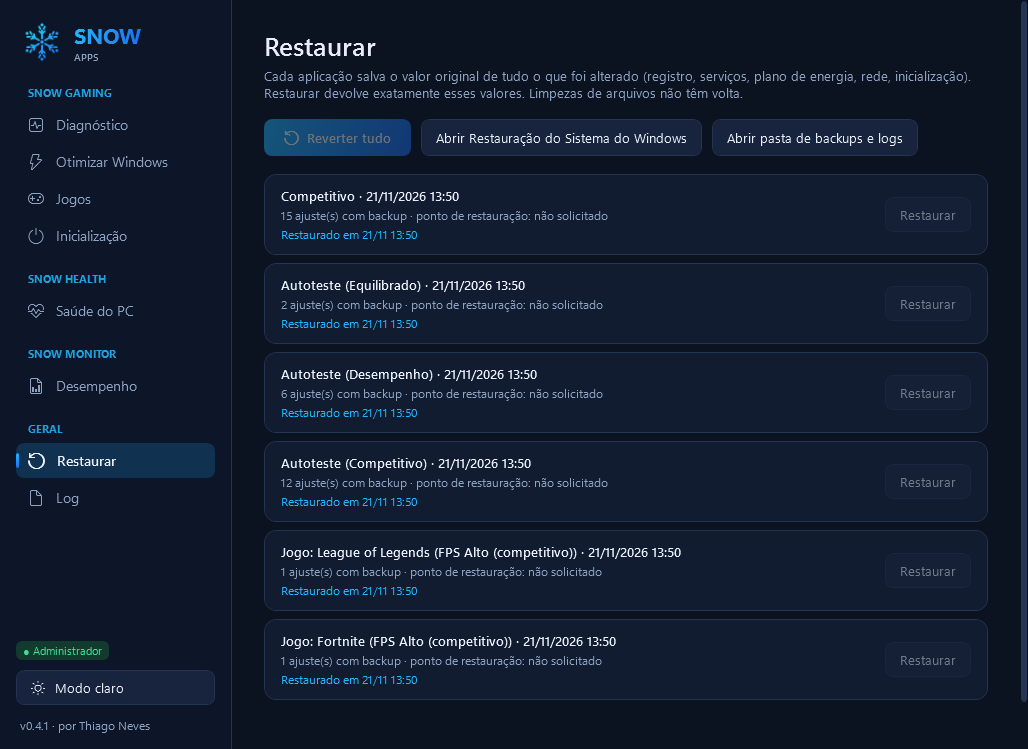 SNOW
APPS
SNOW GAMING
Diagnóstico
Otimizar Windows
Jogos
Inicialização
SNOW HEALTH
Saúde do PC
SNOW MONITOR
Desempenho
GERAL
Restaurar
Log
● Administrador
Modo claro
v0.4.1 · por Thiago Neves
Restaurar
Cada aplicação salva o valor original de tudo o que foi alterado (registro, serviços, plano de energia, rede, inicialização).
Restaurar devolve exatamente esses valores. Limpezas de arquivos não têm volta.
Reverter tudo
Abrir Restauração do Sistema do Windows
Abrir pasta de backups e logs
Competitivo · 21/11/2026 13:50
15 ajuste(s) com backup · ponto de restauração: não solicitado
Restaurado em 21/11 13:50
Restaurar
Autoteste (Equilibrado) · 21/11/2026 13:50
2 ajuste(s) com backup · ponto de restauração: não solicitado
Restaurado em 21/11 13:50
Restaurar
Autoteste (Desempenho) · 21/11/2026 13:50
6 ajuste(s) com backup · ponto de restauração: não solicitado
Restaurado em 21/11 13:50
Restaurar
Autoteste (Competitivo) · 21/11/2026 13:50
12 ajuste(s) com backup · ponto de restauração: não solicitado
Restaurado em 21/11 13:50
Restaurar
Jogo: League of Legends (FPS Alto (competitivo)) · 21/11/2026 13:50
1 ajuste(s) com backup · ponto de restauração: não solicitado
Restaurado em 21/11 13:50
Restaurar
Jogo: Fortnite (FPS Alto (competitivo)) · 21/11/2026 13:50
1 ajuste(s) com backup · ponto de restauração: não solicitado
Restaurado em 21/11 13:50
Restaurar